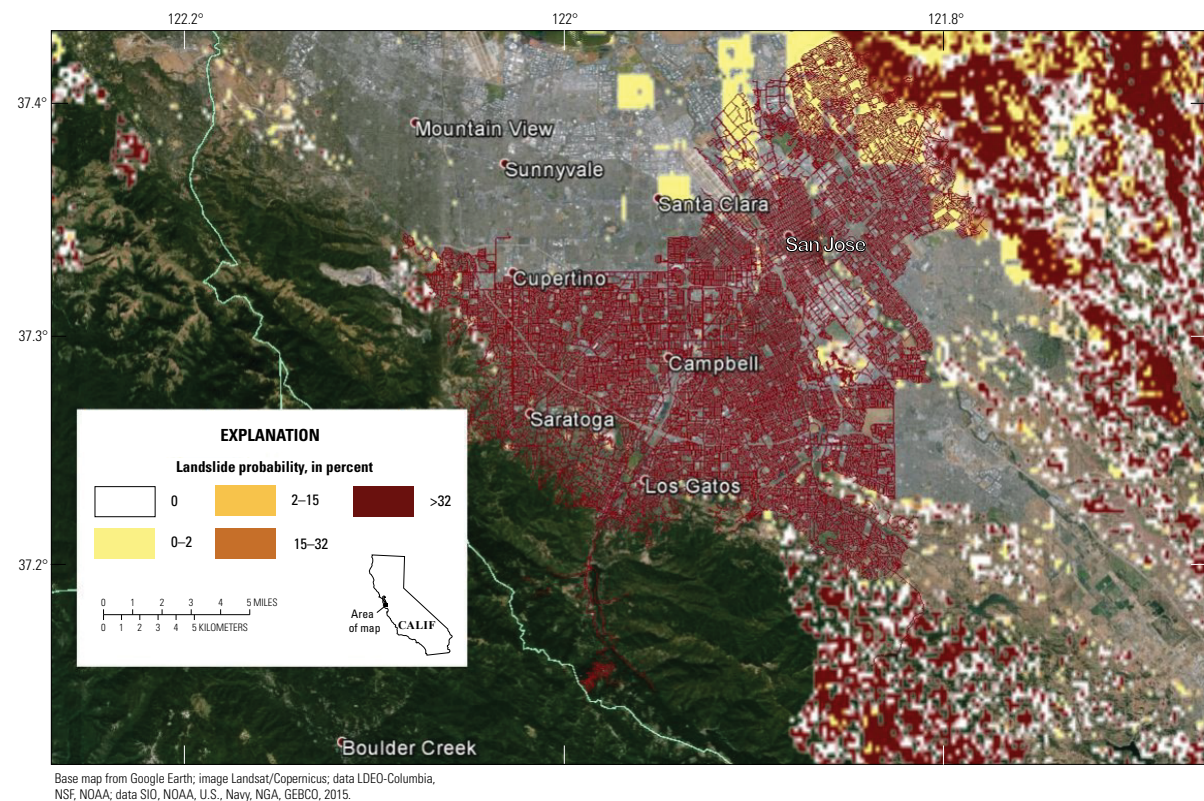 122.2° 122° 121.8°
37.4°
Mountain View
Sunnyvale
Santa Clara
San Jose
Cupertino
37.3°
Campbell
Saratoga
Los Gatos
37.2°
EXPLANATION
Landslide probability, in percent
0 2–15 >32
0–2 15–32
0 1 2 3 4 5 MILES
0 1 2 3 4 5 KILOMETERS
Area
of map
CALIF
Boulder Creek
Base map from Google Earth; image Landsat/Copernicus; data LDEO-Columbia,
NSF, NOAA; data SIO, NOAA, U.S., Navy, NGA, GEBCO, 2015.